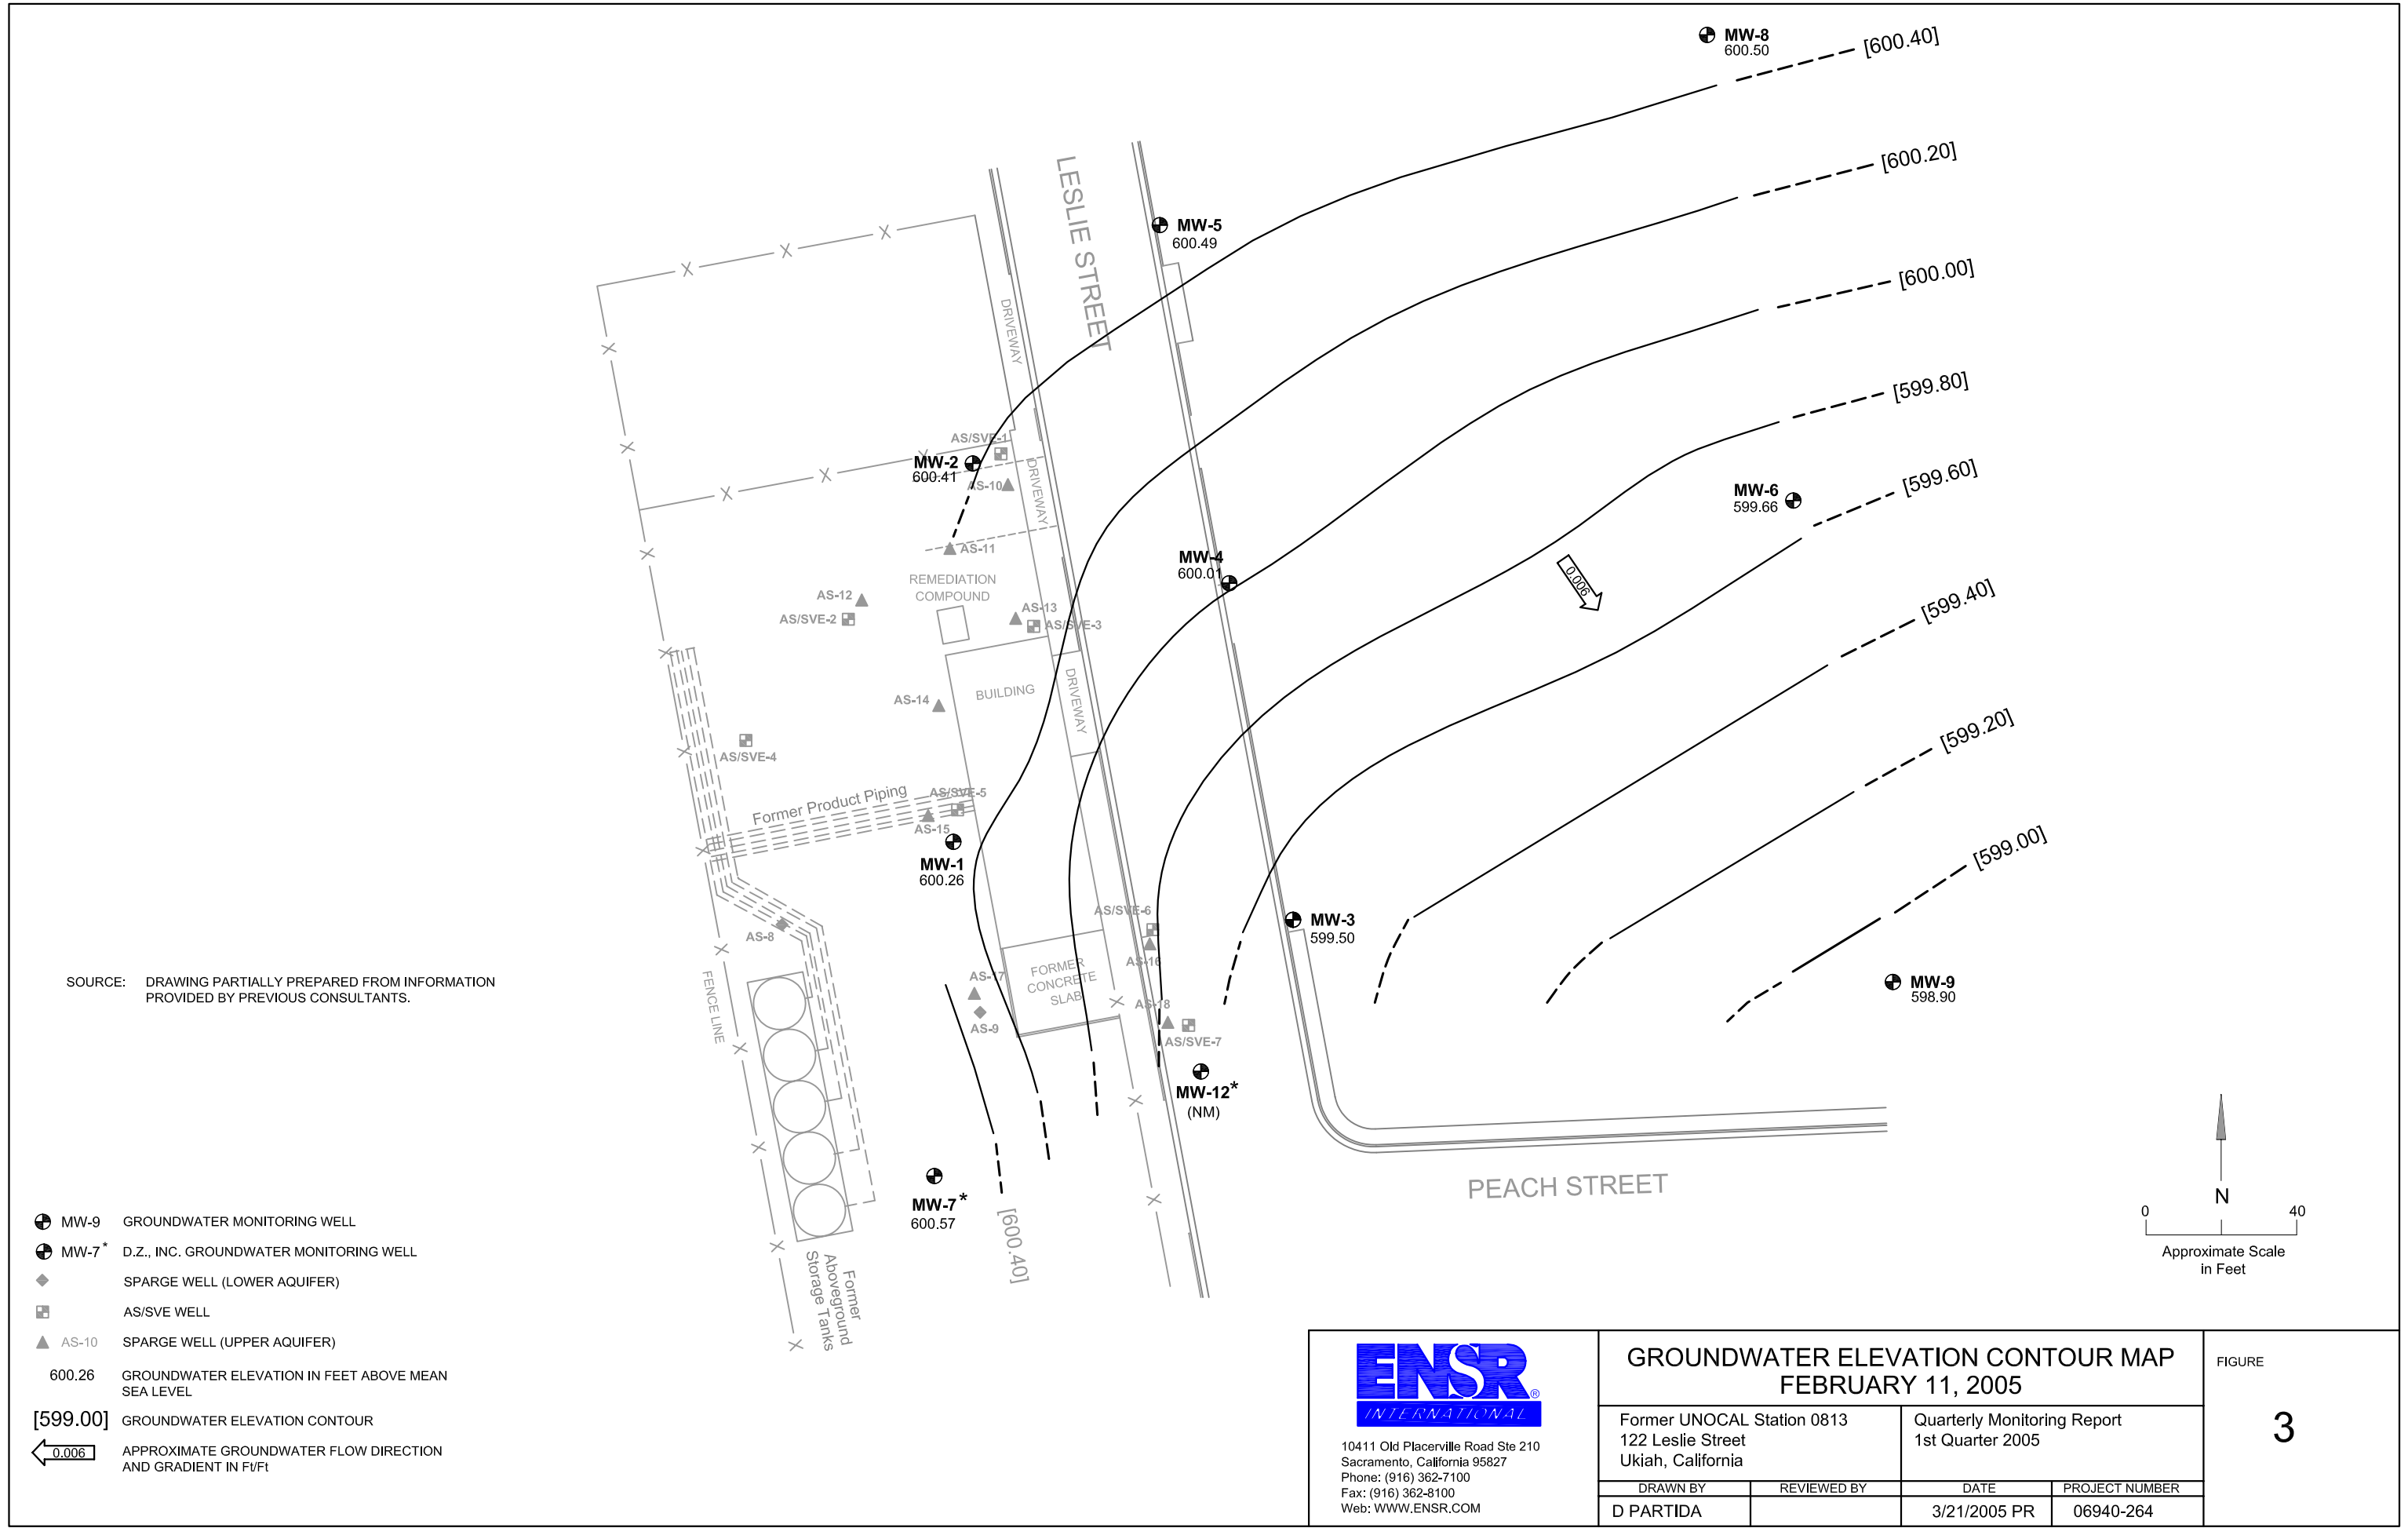 MW-8
600.50
[600.40]
[600.20]
MW-5
600.49
LESLIE STREET
[600.00]
DRIVEWAY
[599.80]
AS/SVE-1
MW-2
600.41
AS-10
DRIVEWAY
MW-6
599.66
[599.60]
AS-11
MW-4
600.01
REMEDIATION
COMPOUND
0.006
AS-12
AS/SVE-2
AS-13
AS/SVE-3
[599.40]
BUILDING
DRIVEWAY
AS-14
AS/SVE-4
[599.20]
Former Product Piping
AS/SVE-5
AS-15
MW-1
600.26
[599.00]
AS/SVE-6
MW-3
599.50
AS-8
AS-16
FORMER
CONCRETE
SLAB
AS-17
AS-9
AS-18
AS/SVE-7
MW-9
598.90
FENCE LINE
SOURCE: DRAWING PARTIALLY PREPARED FROM INFORMATION
PROVIDED BY PREVIOUS CONSULTANTS.
MW-12*
(NM)
MW-7*
600.57
[600.40]
PEACH STREET
N
0 40
Approximate Scale
in Feet
Former
Aboveground
Storage Tanks
MW-9 GROUNDWATER MONITORING WELL
MW-7* D.Z., INC. GROUNDWATER MONITORING WELL
SPARGE WELL (LOWER AQUIFER)
AS/SVE WELL
AS-10 SPARGE WELL (UPPER AQUIFER)
600.26 GROUNDWATER ELEVATION IN FEET ABOVE MEAN
SEA LEVEL
[599.00] GROUNDWATER ELEVATION CONTOUR
0.006 APPROXIMATE GROUNDWATER FLOW DIRECTION
AND GRADIENT IN Ft/Ft
ENSR®
INTERNATIONAL
10411 Old Placerville Road Ste 210
Sacramento, California 95827
Phone: (916) 362-7100
Fax: (916) 362-8100
Web: WWW.ENSR.COM
GROUNDWATER ELEVATION CONTOUR MAP
FEBRUARY 11, 2005
Former UNOCAL Station 0813
122 Leslie Street
Ukiah, California
Quarterly Monitoring Report
1st Quarter 2005
DRAWN BY
D PARTIDA
REVIEWED BY
DATE
3/21/2005 PR
PROJECT NUMBER
06940-264
FIGURE
3